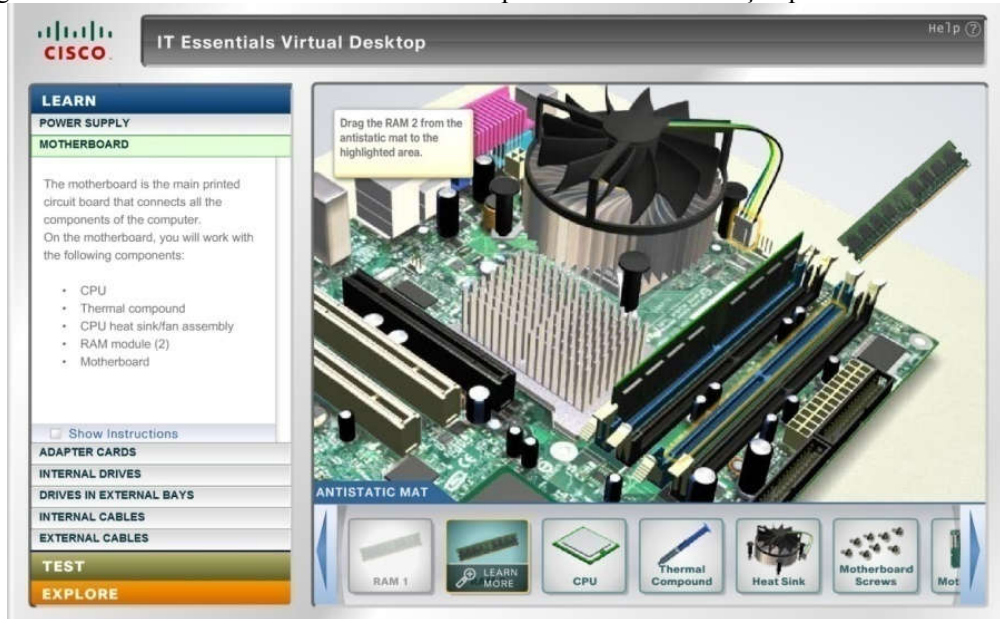 CISCO
IT Essentials Virtual Desktop
Help ?
LEARN
POWER SUPPLY
MOTHERBOARD
The motherboard is the main printed
circuit board that connects all the
components of the computer.
On the motherboard, you will work with
the following components:
• CPU
• Thermal compound
• CPU heat sink/fan assembly
• RAM module (2)
• Motherboard
Show Instructions
ADAPTER CARDS
INTERNAL DRIVES
DRIVES IN EXTERNAL BAYS
INTERNAL CABLES
EXTERNAL CABLES
TEST
EXPLORE
Drag the RAM 2 from the
antistatic mat to the
highlighted area.
ANTISTATIC MAT
RAM 1
LEARN
MORE
CPU
Thermal
Compound
Heat Sink
Motherboard
Screws
Mot